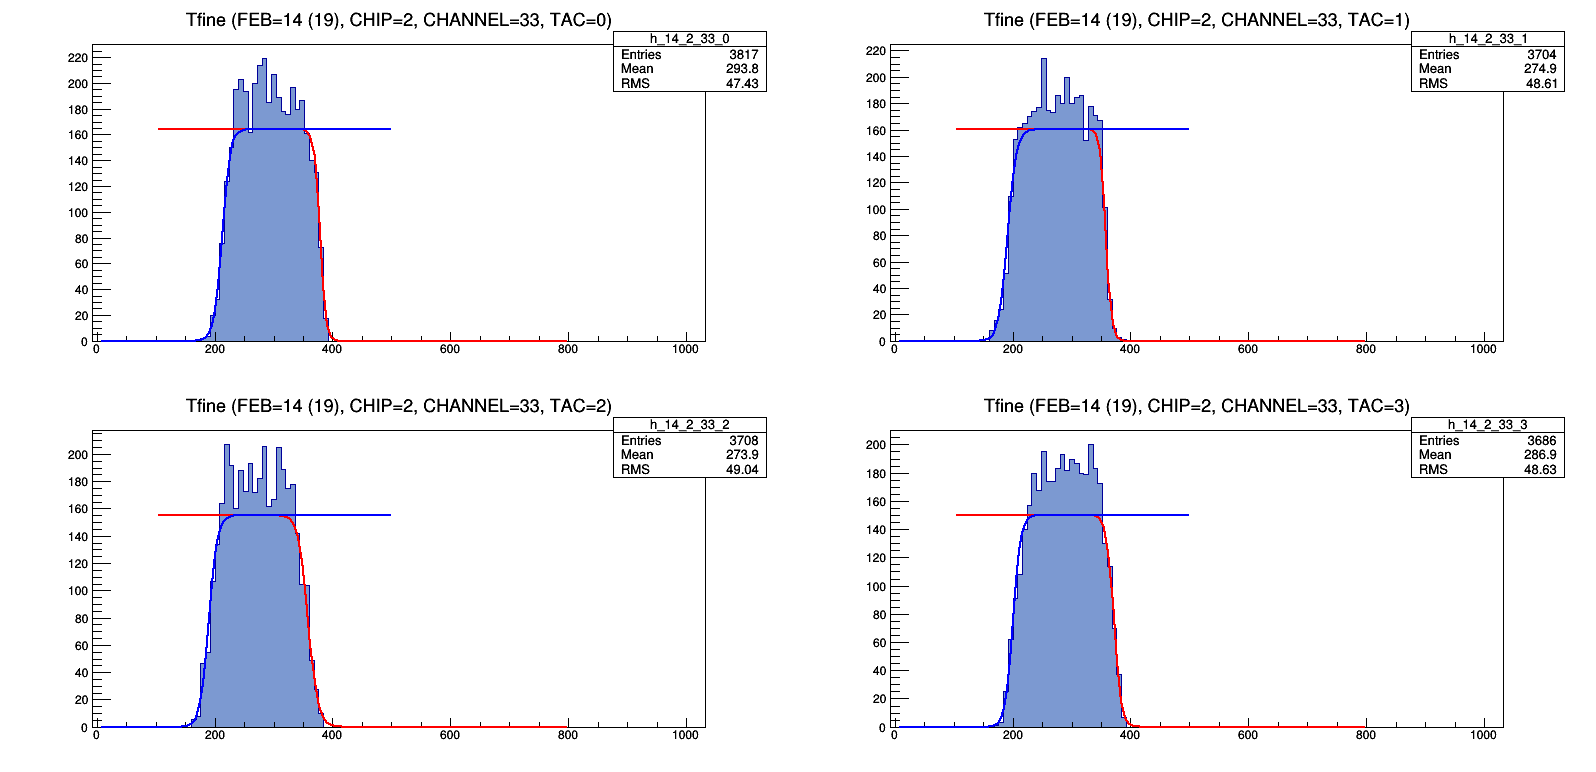 Tfine (FEB=14 (19), CHIP=2, CHANNEL=33, TAC=0)
h_14_2_33_0
Entries 3817
Mean 293.8
RMS 47.43
220
200
180
160
140
120
100
80
60
40
20
0
0 200 400 600 800 1000
Tfine (FEB=14 (19), CHIP=2, CHANNEL=33, TAC=1)
h_14_2_33_1
Entries 3704
Mean 274.9
RMS 48.61
220
200
180
160
140
120
100
80
60
40
20
0
0 200 400 600 800 1000
Tfine (FEB=14 (19), CHIP=2, CHANNEL=33, TAC=2)
h_14_2_33_2
Entries 3708
Mean 273.9
RMS 49.04
200
180
160
140
120
100
80
60
40
20
0
0 200 400 600 800 1000
Tfine (FEB=14 (19), CHIP=2, CHANNEL=33, TAC=3)
h_14_2_33_3
Entries 3686
Mean 286.9
RMS 48.63
200
180
160
140
120
100
80
60
40
20
0
0 200 400 600 800 1000